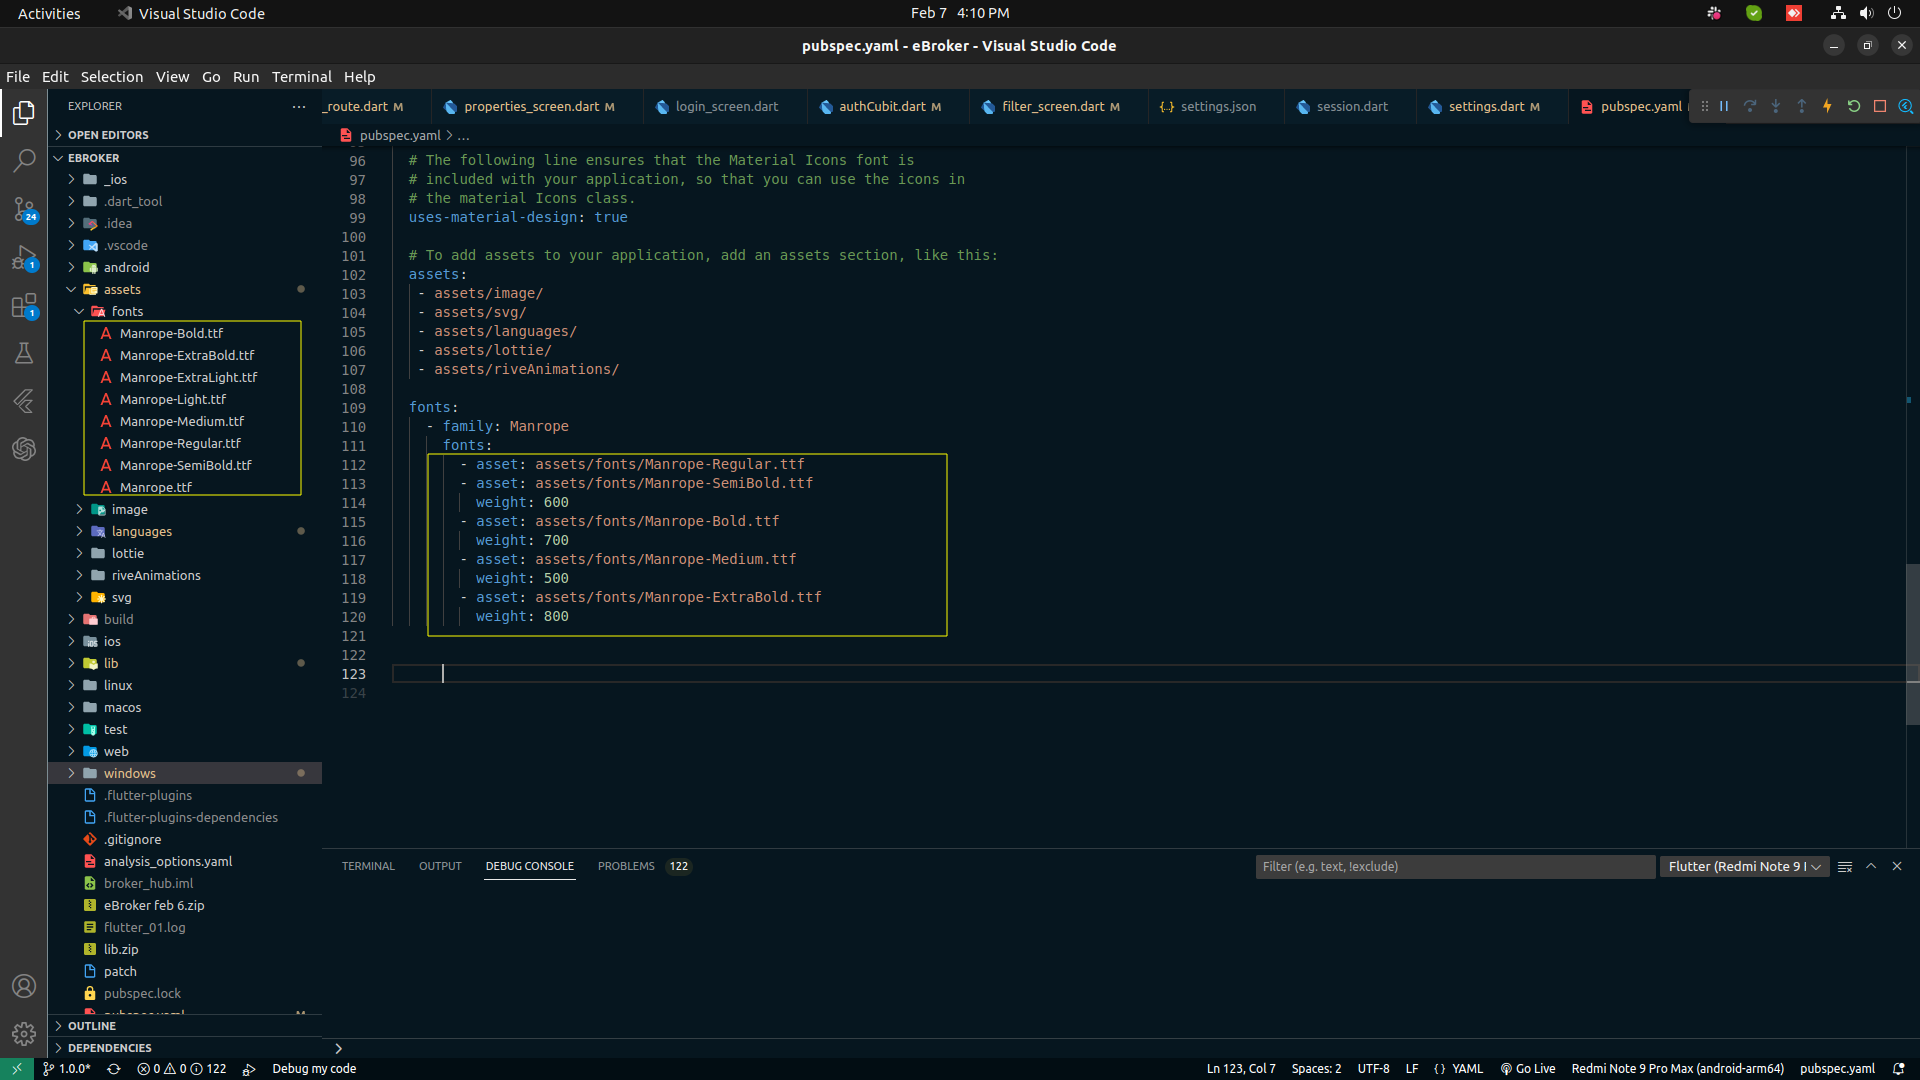 Activities
Visual Studio Code
Feb 7 4:10 PM
pubspec.yaml - eBroker - Visual Studio Code
File Edit Selection View Go Run Terminal Help
EXPLORER
_route.dart M
properties_screen.dart M
login_screen.dart
authCubit.dart M
filter_screen.dart M
settings.json
session.dart
settings.dart M
pubspec.yaml
OPEN EDITORS
pubspec.yaml > ...
EBROKER
_ios
.dart_tool
.idea
.vscode
android
assets
fonts
Manrope-Bold.ttf
Manrope-ExtraBold.ttf
Manrope-ExtraLight.ttf
Manrope-Light.ttf
Manrope-Medium.ttf
Manrope-Regular.ttf
Manrope-SemiBold.ttf
Manrope.ttf
image
languages
lottie
riveAnimations
svg
build
ios
lib
linux
macos
test
web
windows
.flutter-plugins
.flutter-plugins-dependencies
.gitignore
analysis_options.yaml
broker_hub.iml
eBroker feb 6.zip
flutter_01.log
lib.zip
patch
pubspec.lock
OUTLINE
DEPENDENCIES
24
1
1
96 # The following line ensures that the Material Icons font is
97 # included with your application, so that you can use the icons in
98 # the material Icons class.
99 uses-material-design: true
100
101 # To add assets to your application, add an assets section, like this:
102 assets:
103 - assets/image/
104 - assets/svg/
105 - assets/languages/
106 - assets/lottie/
107 - assets/riveAnimations/
108
109 fonts:
110 - family: Manrope
111 fonts:
112 - asset: assets/fonts/Manrope-Regular.ttf
113 - asset: assets/fonts/Manrope-SemiBold.ttf
114 weight: 600
115 - asset: assets/fonts/Manrope-Bold.ttf
116 weight: 700
117 - asset: assets/fonts/Manrope-Medium.ttf
118 weight: 500
119 - asset: assets/fonts/Manrope-ExtraBold.ttf
120 weight: 800
121
122
123
124
TERMINAL OUTPUT DEBUG CONSOLE PROBLEMS 122
Filter (e.g. text, !exclude)
Flutter (Redmi Note 9 
1.0.0* 0 0 122 Debug my code
Ln 123, Col 7 Spaces: 2 UTF-8 LF {} YAML Go Live Redmi Note 9 Pro Max (android-arm64) pubspec.yaml